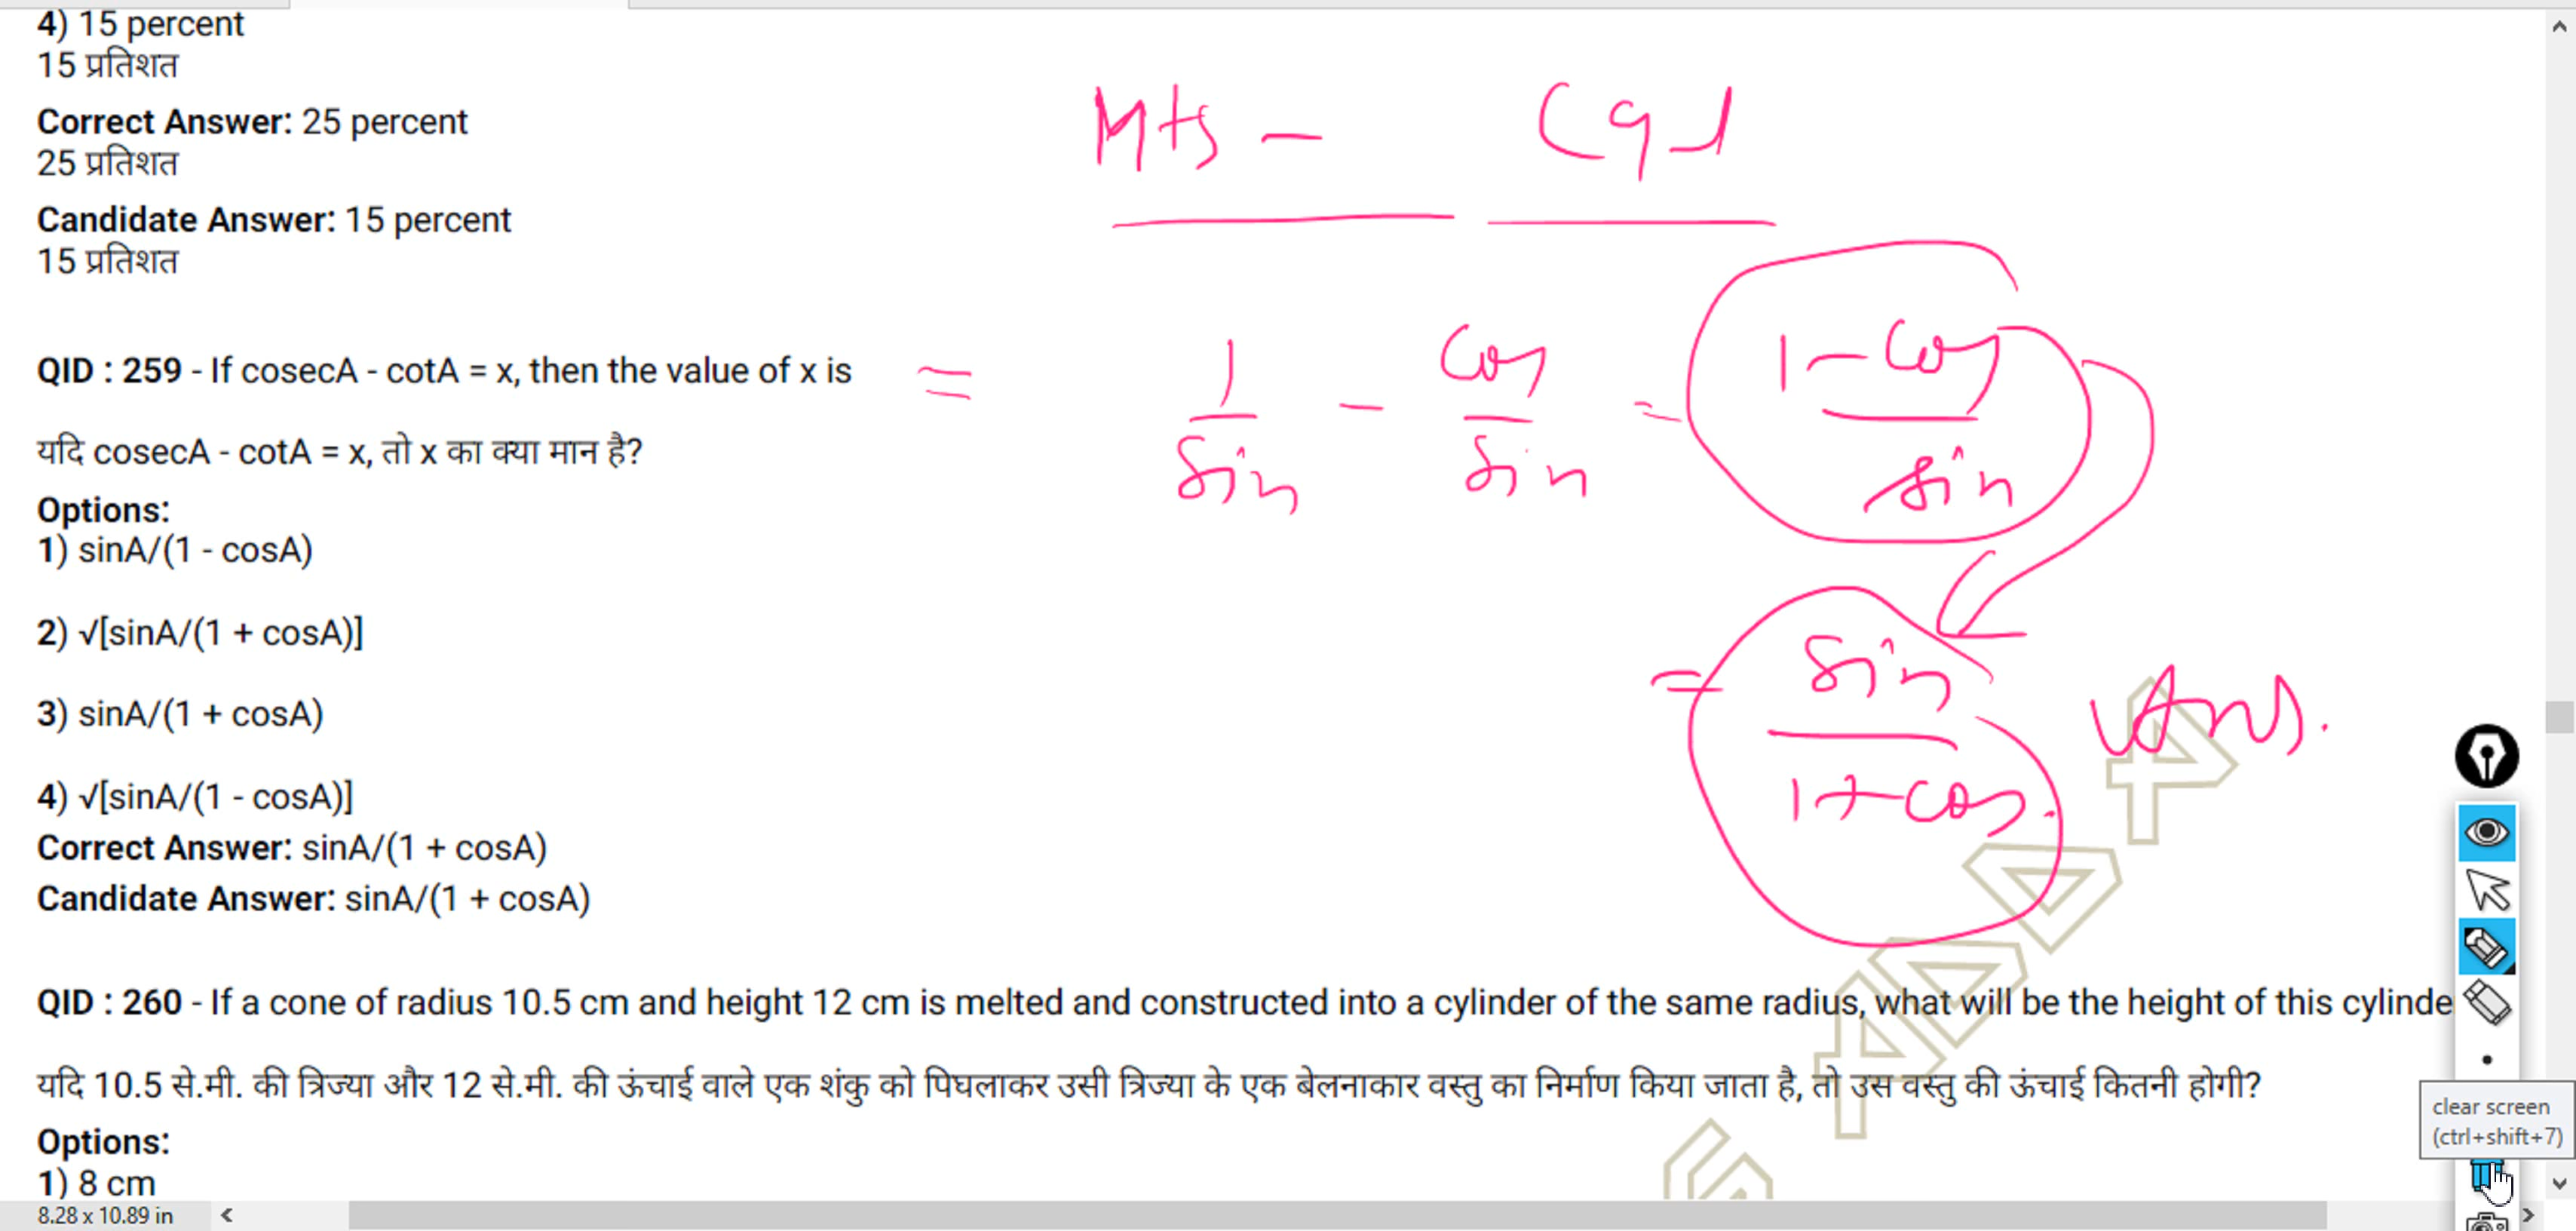 4) 15 percent
15 प्रतिशत
Correct Answer: 25 percent
25 प्रतिशत
Candidate Answer: 15 percent
15 प्रतिशत
Mts - Cgl
QID : 259 - If cosecA - cotA = x, then the value of x is
= 1/sin - cos/sin = 1-cos/sin
यदि cosecA - cotA = x, तो x का क्या मान है?
Options:
1) sinA/(1 - cosA)
2) √[sinA/(1 + cosA)]
3) sinA/(1 + cosA)
= sin/1+cos. Ans.
4) √[sinA/(1 - cosA)]
Correct Answer: sinA/(1 + cosA)
Candidate Answer: sinA/(1 + cosA)
QID : 260 - If a cone of radius 10.5 cm and height 12 cm is melted and constructed into a cylinder of the same radius, what will be the height of this cylinde
यदि 10.5 से.मी. की त्रिज्या और 12 से.मी. की ऊंचाई वाले एक शंकु को पिघलाकर उसी त्रिज्या के एक बेलनाकार वस्तु का निर्माण किया जाता है, तो उस वस्तु की ऊंचाई कितनी होगी?
Options:
1) 8 cm
clear screen
(ctrl+shift+7)
8.28 x 10.89 in